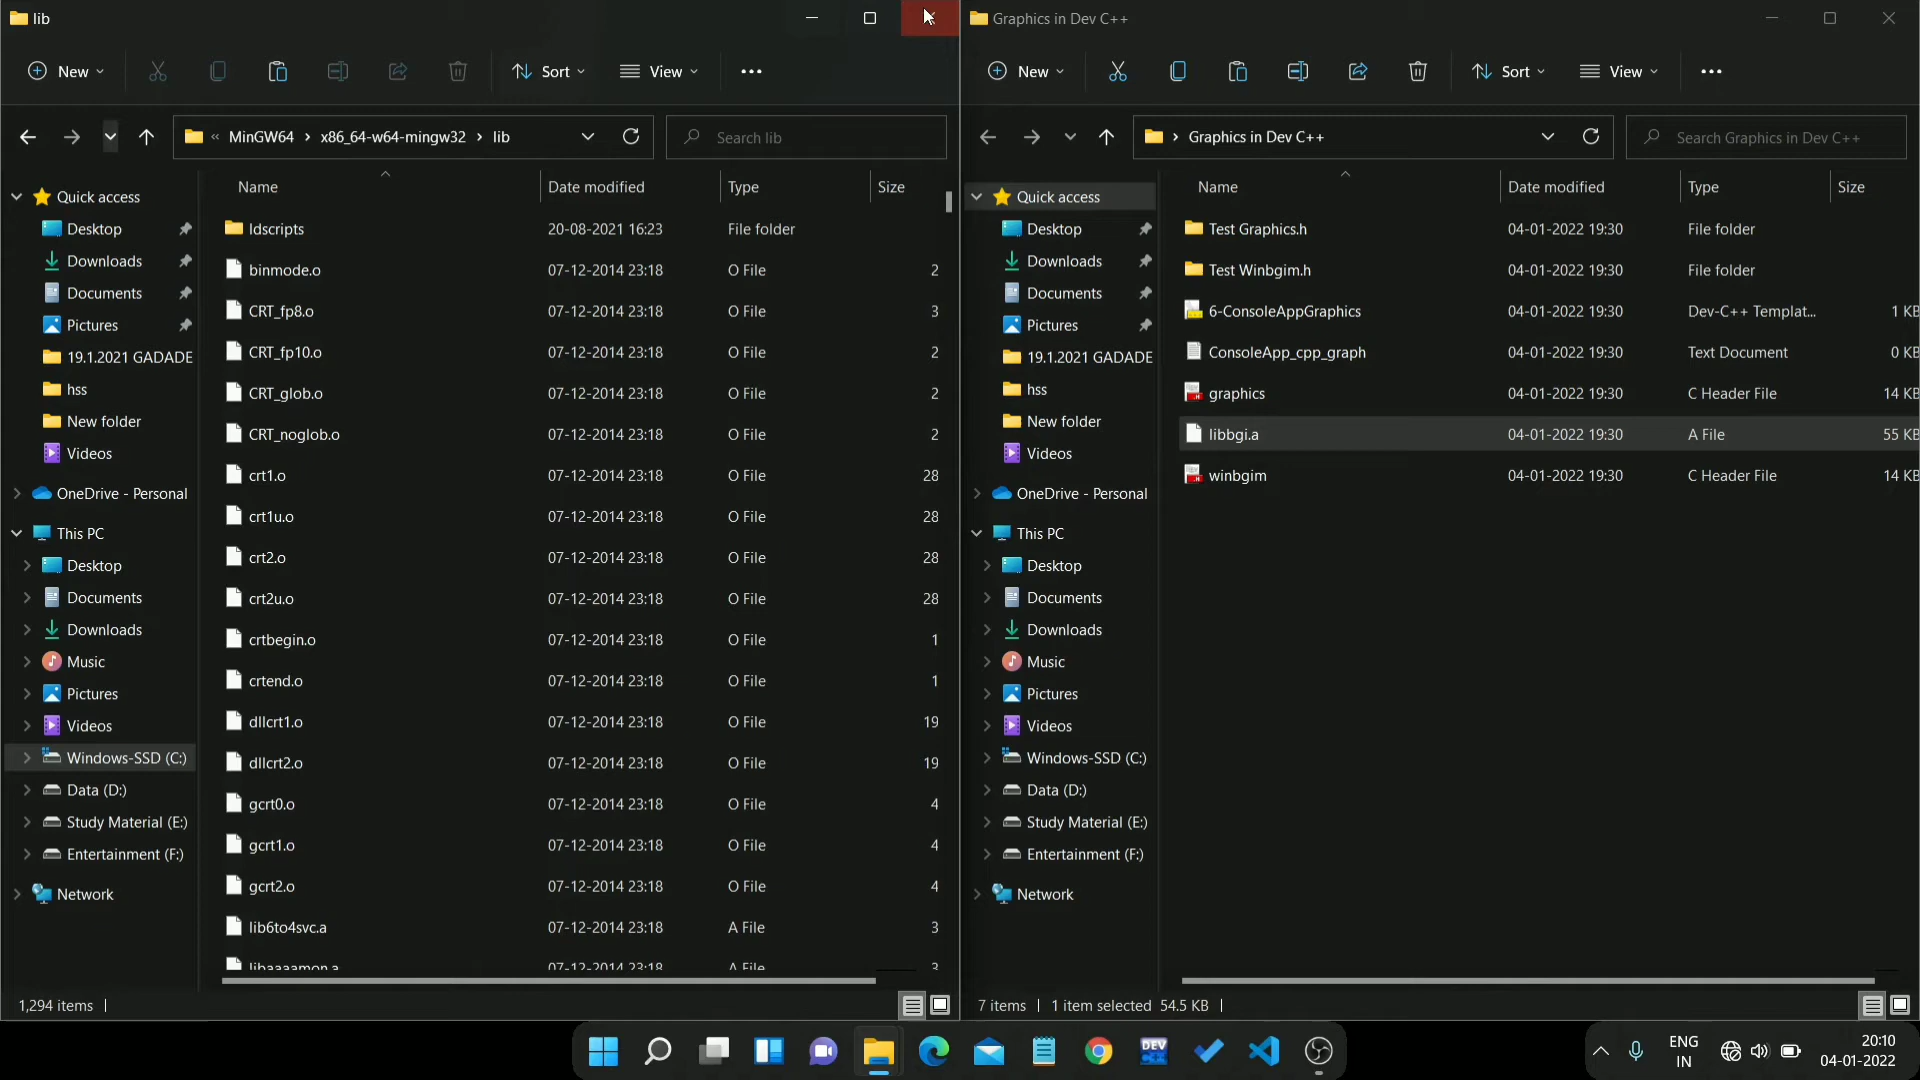 lib
New
Sort
View
« MinGW64 › x86_64-w64-mingw32 › lib
Search lib
Name Date modified Type Size
Quick access
Desktop
Downloads
Documents
Pictures
19.1.2021 GADADE
hss
New folder
Videos
OneDrive - Personal
This PC
Desktop
Documents
Downloads
Music
Pictures
Videos
Windows-SSD (C:)
Data (D:)
Study Material (E:)
Entertainment (F:)
Network
ldscripts 20-08-2021 16:23 File folder
binmode.o 07-12-2014 23:18 O File 2
CRT_fp8.o 07-12-2014 23:18 O File 3
CRT_fp10.o 07-12-2014 23:18 O File 2
CRT_glob.o 07-12-2014 23:18 O File 2
CRT_noglob.o 07-12-2014 23:18 O File 2
crt1.o 07-12-2014 23:18 O File 28
crt1u.o 07-12-2014 23:18 O File 28
crt2.o 07-12-2014 23:18 O File 28
crt2u.o 07-12-2014 23:18 O File 28
crtbegin.o 07-12-2014 23:18 O File 1
crtend.o 07-12-2014 23:18 O File 1
dllcrt1.o 07-12-2014 23:18 O File 19
dllcrt2.o 07-12-2014 23:18 O File 19
gcrt0.o 07-12-2014 23:18 O File 4
gcrt1.o 07-12-2014 23:18 O File 4
gcrt2.o 07-12-2014 23:18 O File 4
lib6to4svc.a 07-12-2014 23:18 A File 3
libaaaamon.a 07-12-2014 23:18 A File 3
1,294 items
Graphics in Dev C++
New
Sort
View
› Graphics in Dev C++
Search Graphics in Dev C++
Name Date modified Type Size
Quick access
Desktop
Downloads
Documents
Pictures
19.1.2021 GADADE
hss
New folder
Videos
OneDrive - Personal
This PC
Desktop
Documents
Downloads
Music
Pictures
Videos
Windows-SSD (C:)
Data (D:)
Study Material (E:)
Entertainment (F:)
Network
Test Graphics.h 04-01-2022 19:30 File folder
Test Winbgim.h 04-01-2022 19:30 File folder
6-ConsoleAppGraphics 04-01-2022 19:30 Dev-C++ Templat... 1 KB
ConsoleApp_cpp_graph 04-01-2022 19:30 Text Document 0 KB
graphics 04-01-2022 19:30 C Header File 14 KB
libbgi.a 04-01-2022 19:30 A File 55 KB
winbgim 04-01-2022 19:30 C Header File 14 KB
7 items 1 item selected 54.5 KB
DEV
ENG
IN
20:10
04-01-2022